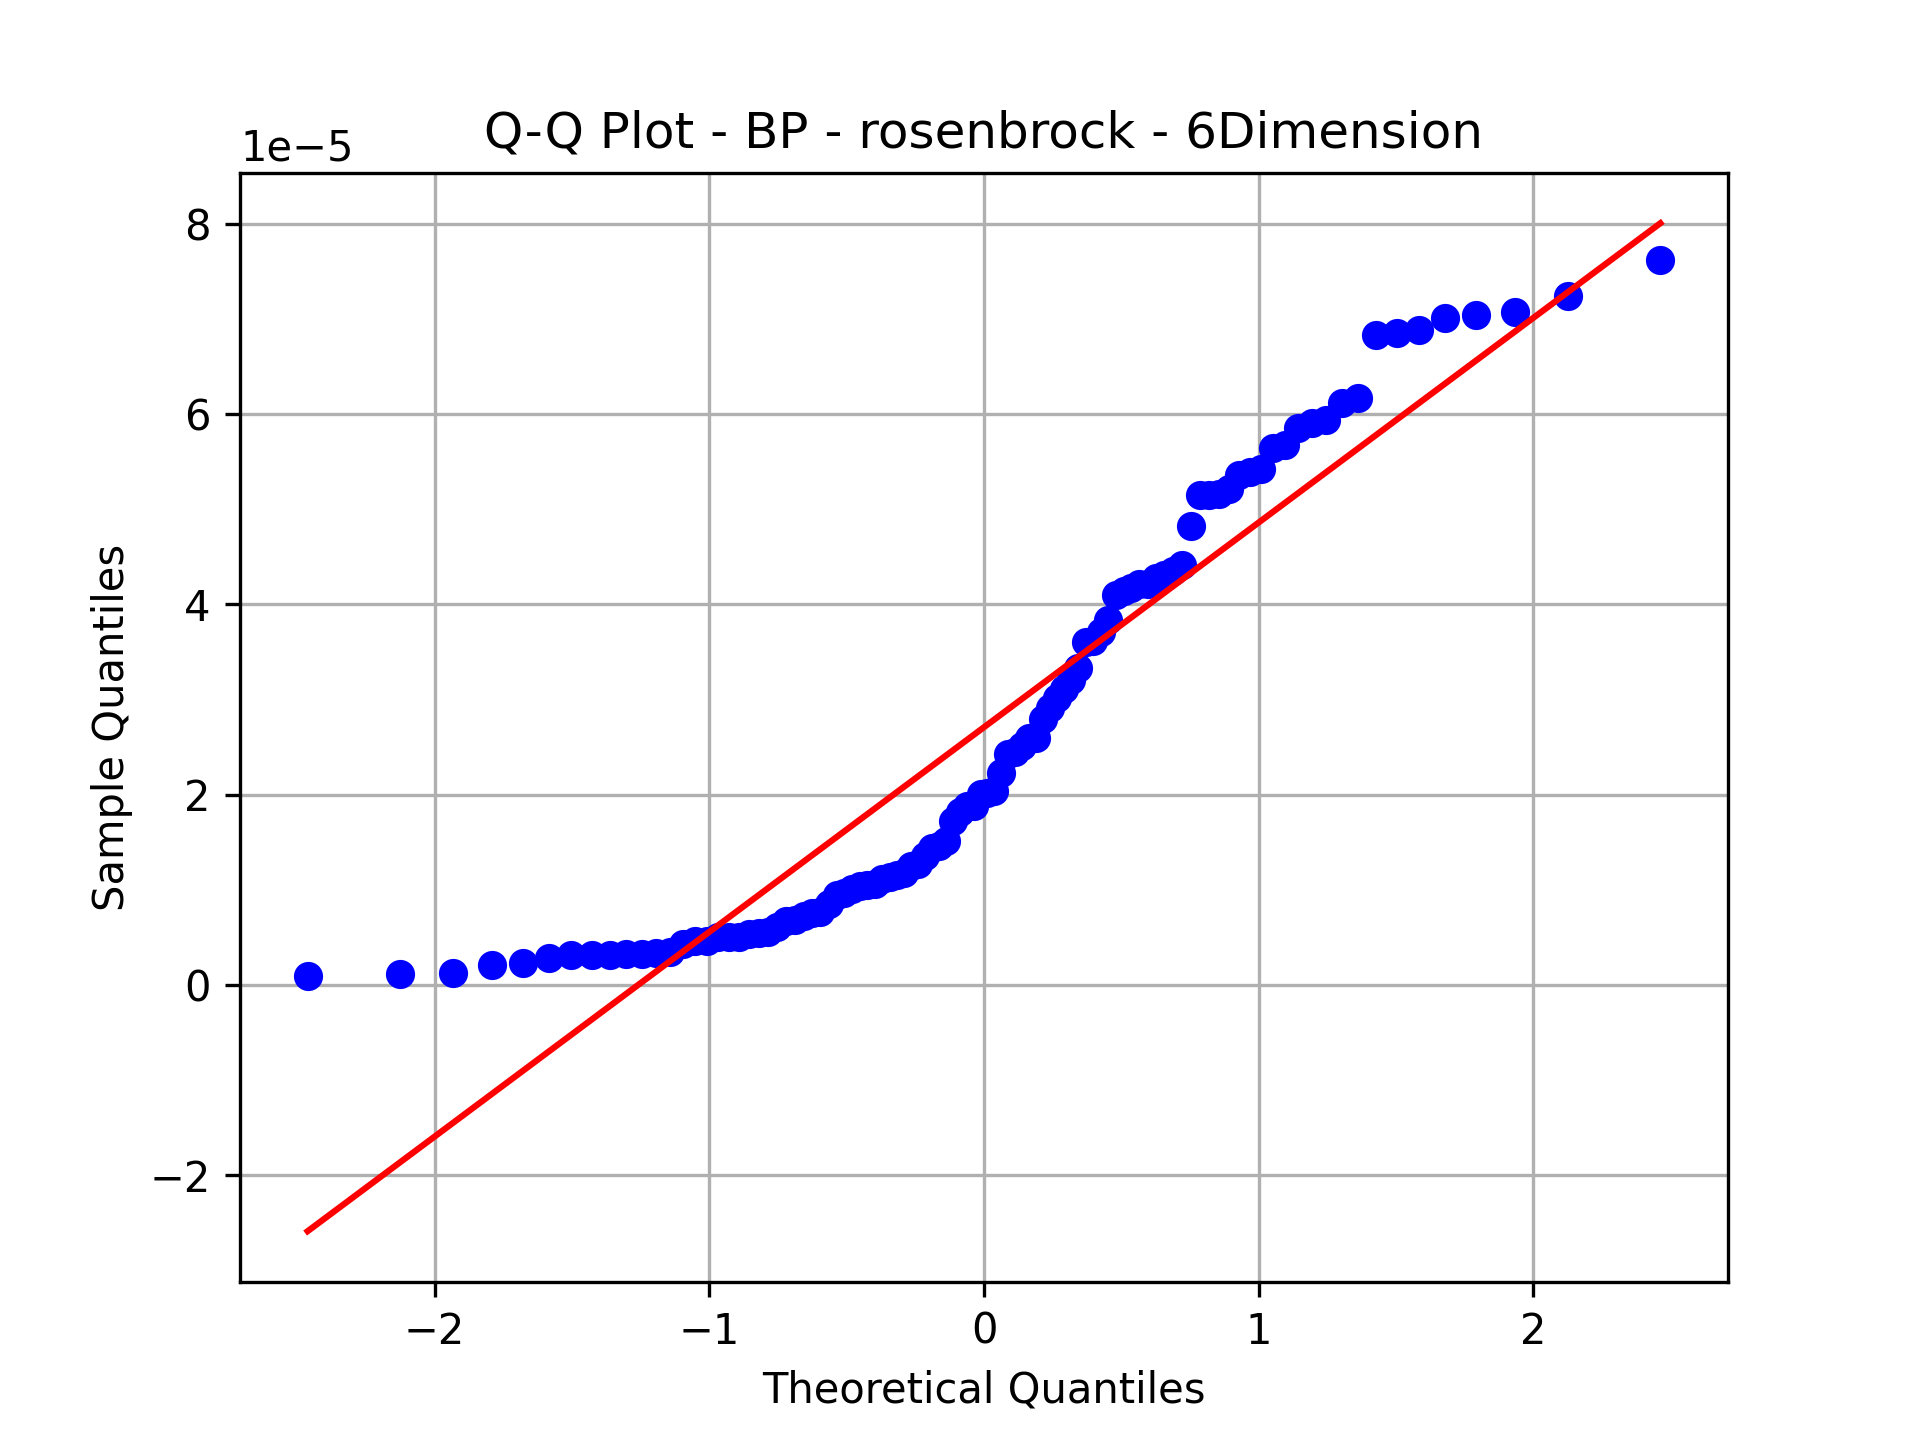 Q-Q Plot - BP - rosenbrock - 6Dimension
1e−5
8
6
4
2
0
−2
Sample Quantiles
−2 −1 0 1 2
Theoretical Quantiles